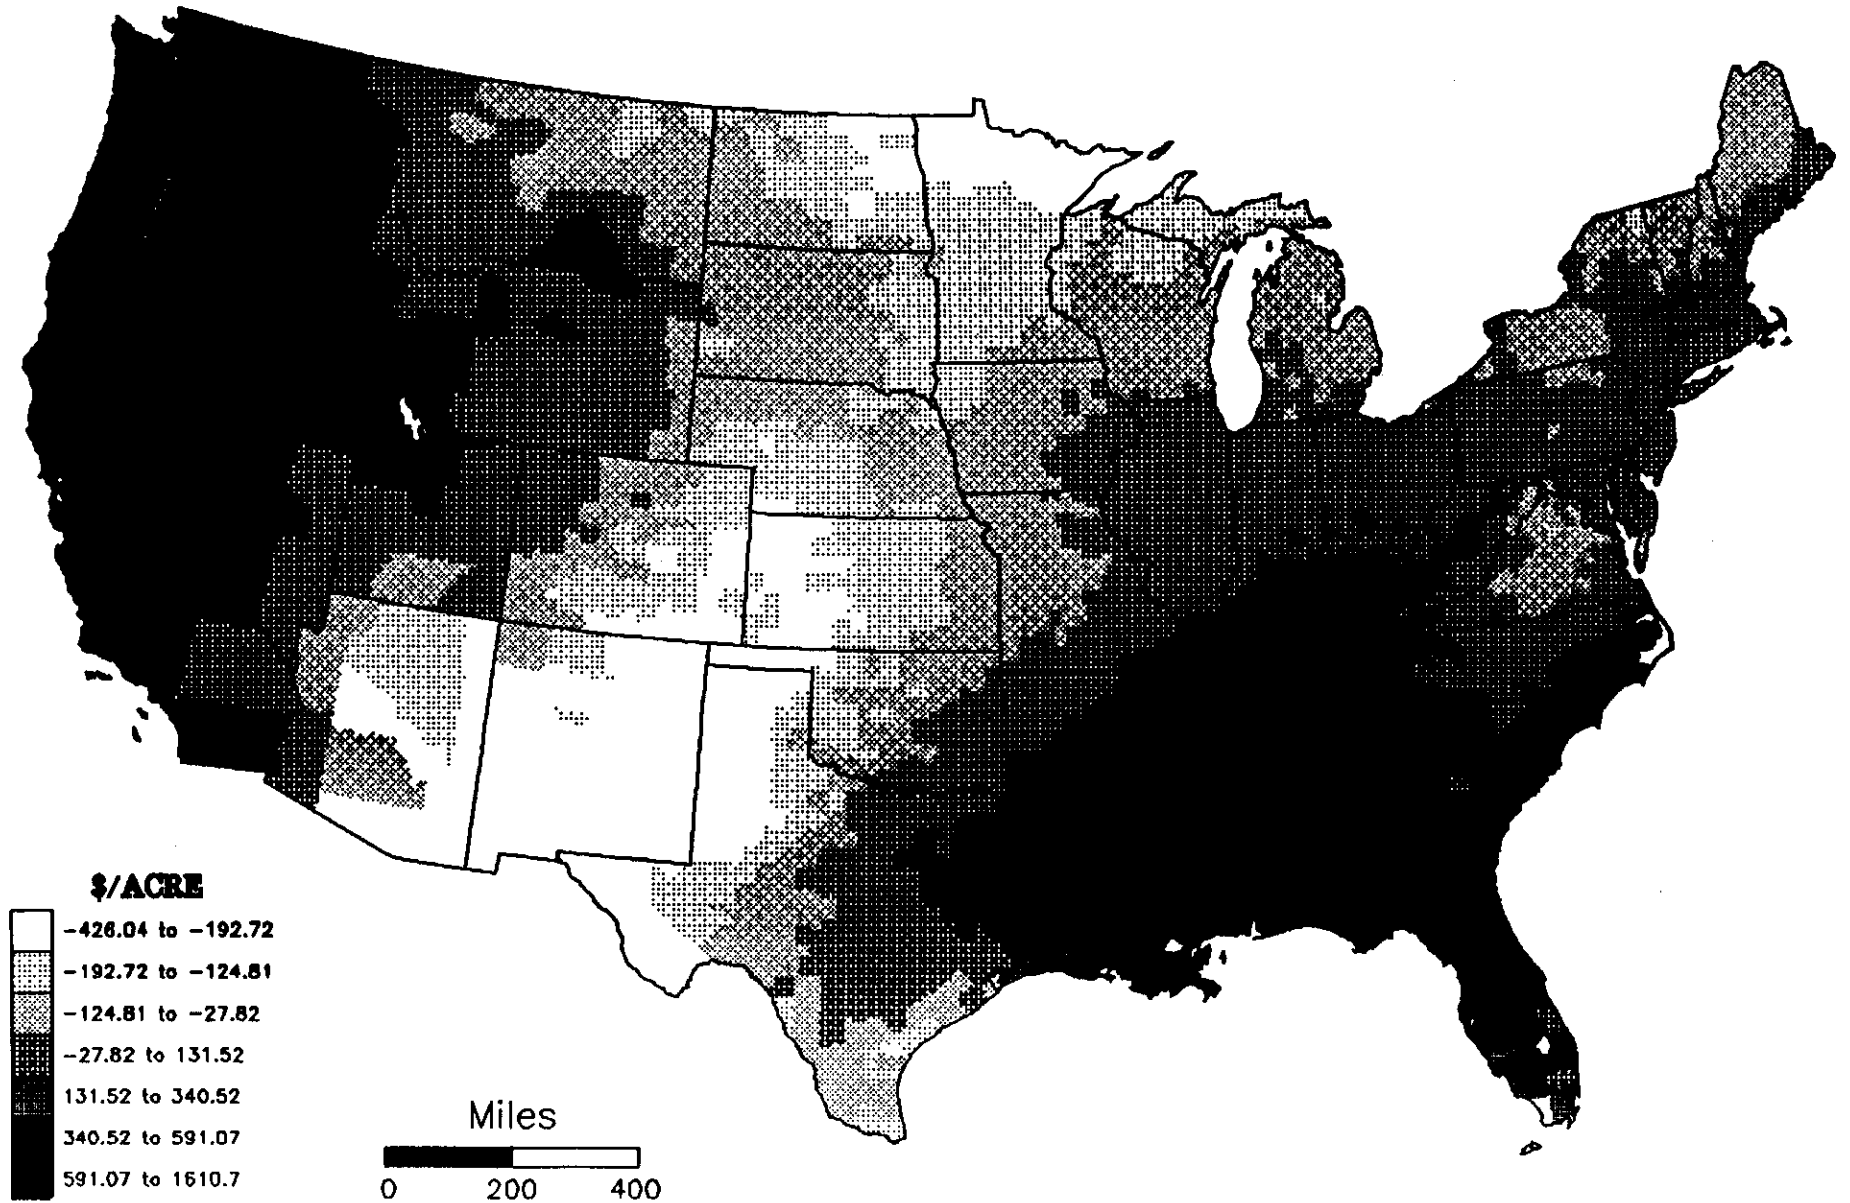 $/ACRE
-426.04 to -192.72
-192.72 to -124.81
-124.81 to -27.82
-27.82 to 131.52
131.52 to 340.52
340.52 to 591.07
591.07 to 1610.7
Miles
0 200 400